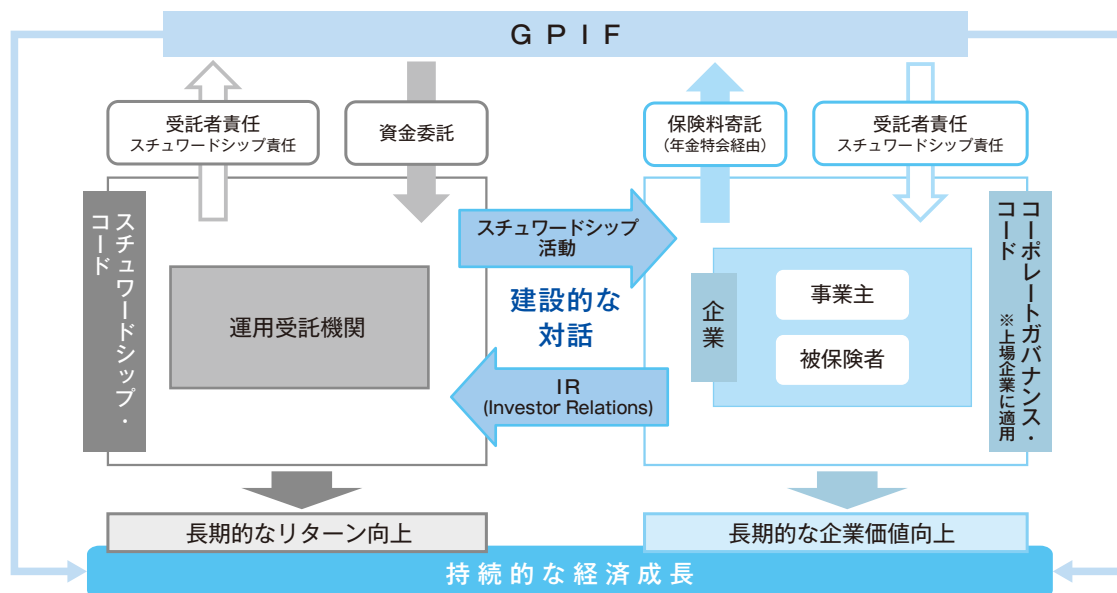 GPIF
受託者責任
スチュワードシップ責任
資金委託
保険料寄託
(年金特会経由)
受託者責任
スチュワードシップ責任
スチュワードシップ・
コード
運用受託機関
スチュワードシップ
活動
建設的な
対話
IR
(Investor Relations)
企業
事業主
被保険者
コーポレートガバナンス・
コード
※上場企業に適用
長期的なリターン向上
長期的な企業価値向上
持続的な経済成長